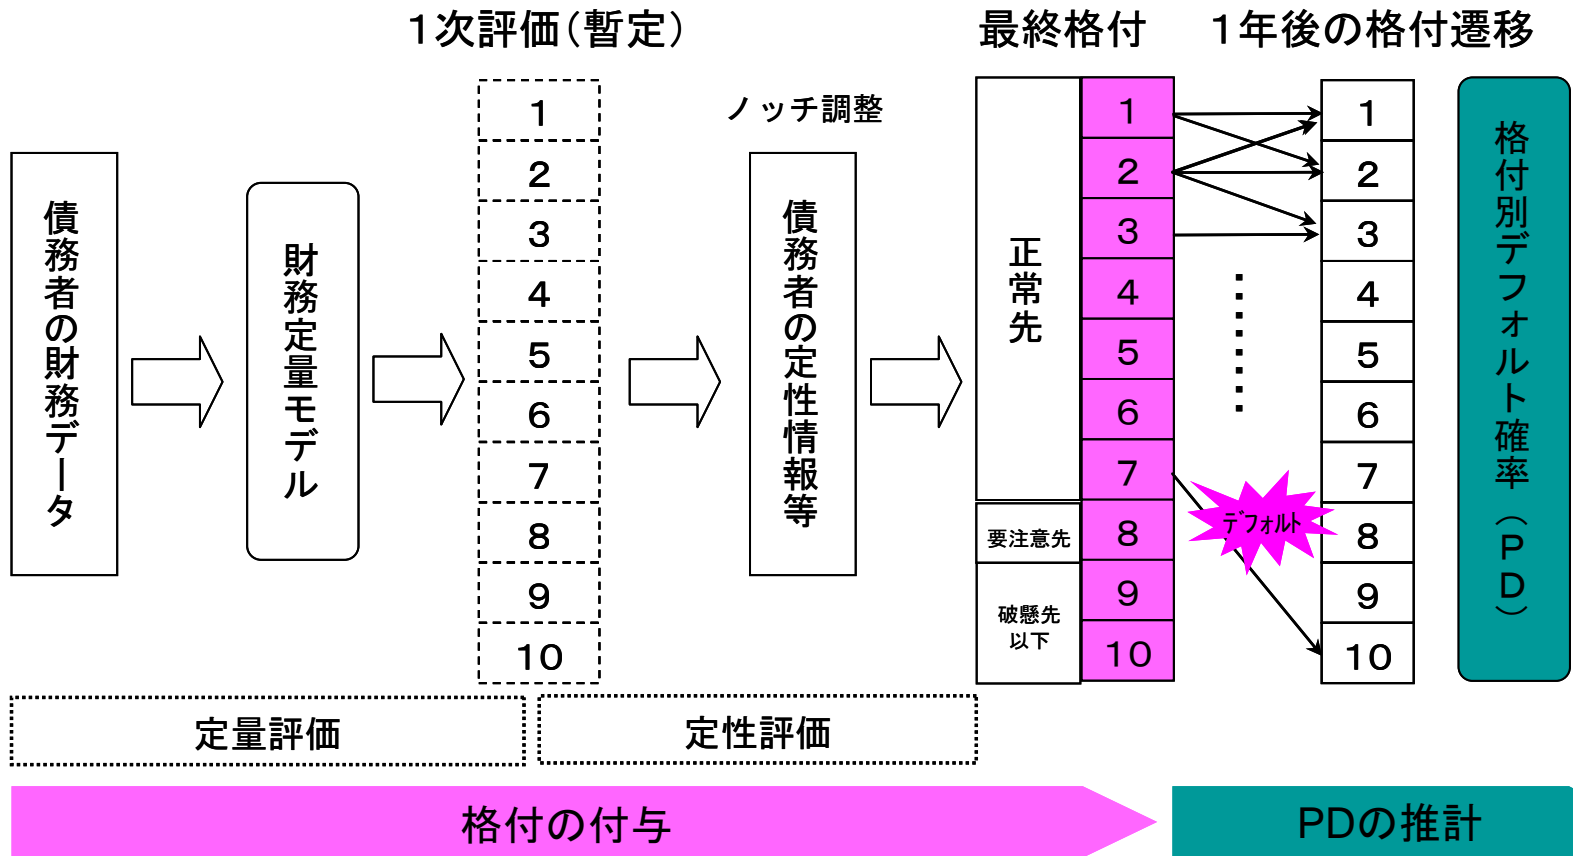 １次評価（暫定）
最終格付
１年後の格付遷移
ノッチ調整
債務者の財務データ
財務定量モデル
1
2
3
4
5
6
7
8
9
10
債務者の定性情報等
正常先
要注意先
破懸先
以下
1
2
3
4
5
6
7
8
9
10
デフォルト
1
2
3
4
5
6
7
8
9
10
格付別デフォルト確率（ＰＤ）
定量評価
定性評価
格付の付与
PDの推計